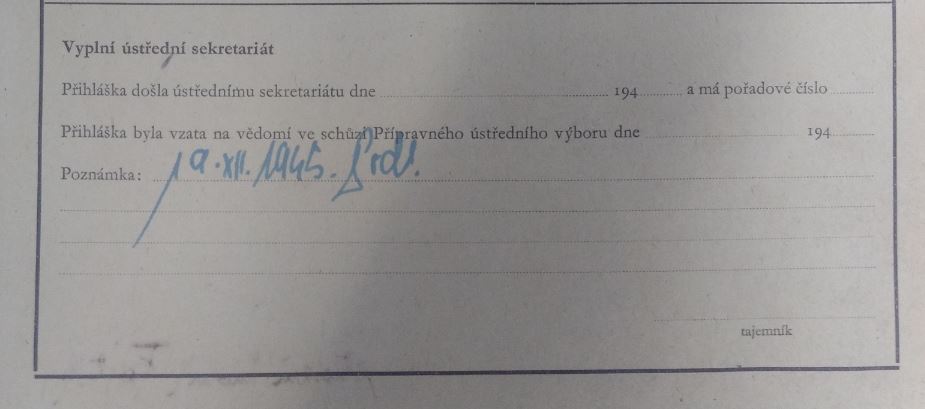 Vyplní ústřední sekretariát
Přihláška došla ústřednímu sekretariátu dne 194 a má pořadové číslo
Přihláška byla vzata na vědomí ve schůzi Přípravného ústředního výboru dne 194
Poznámka: XII. 1945.
tajemník